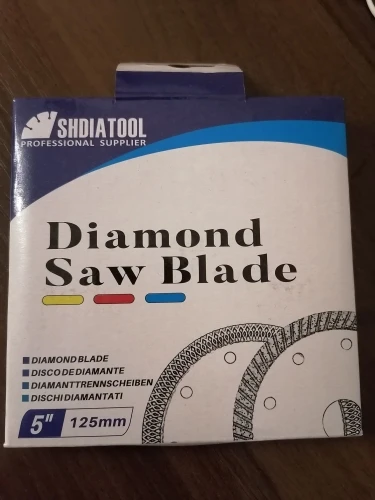 SHDIATOOL
PROFESSIONAL SUPPLIER
Diamond
Saw Blade
DIAMOND BLADE
DISCO DE DIAMANTE
DIAMANTTRENNSCHEIBEN
DISCHI DIAMANTATI
5" 125mm